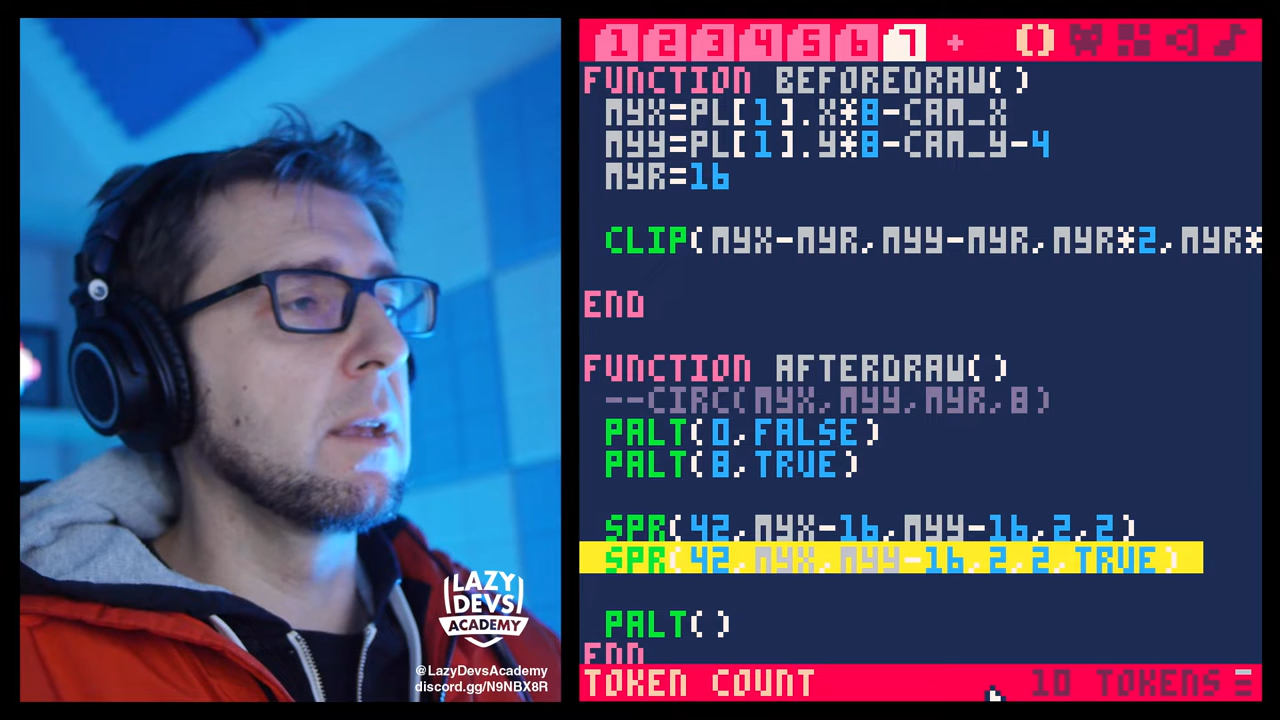 LAZY
DEVS
ACADEMY
@LazyDevsAcademy
discord.gg/N9NBX8R
1 2 3 4 5 6 7 + ()
FUNCTION BEFOREDRAW()
MYX=PL[1].X*8-CAM_X
MYY=PL[1].Y*8-CAM_Y-4
MYR=16
CLIP(MYX-MYR,MYY-MYR,MYR*2,MYR*
END
FUNCTION AFTERDRAW()
--CIRC(MYX,MYY,MYR,8)
PALT(0,FALSE)
PALT(8,TRUE)
SPR(42,MYX-16,MYY-16,2,2)
SPR(42,MYX,MYY-16,2,2,TRUE)
PALT()
END
TOKEN COUNT 10 TOKENS